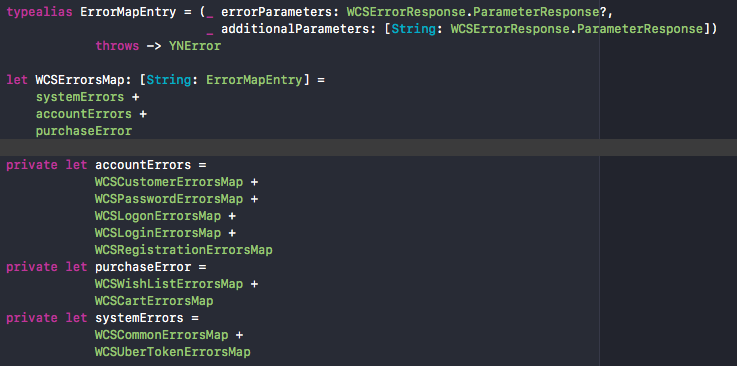 typealias ErrorMapEntry = (_ errorParameters: WCSErrorResponse.ParameterResponse?,
_ additionalParameters: [String: WCSErrorResponse.ParameterResponse])
throws -> YNError
let WCSErrorsMap: [String: ErrorMapEntry] =
systemErrors +
accountErrors +
purchaseError
private let accountErrors =
WCSCustomerErrorsMap +
WCSPasswordErrorsMap +
WCSLogonErrorsMap +
WCSLoginErrorsMap +
WCSRegistrationErrorsMap
private let purchaseError =
WCSWishListErrorsMap +
WCSCartErrorsMap
private let systemErrors =
WCSCommonErrorsMap +
WCSUberTokenErrorsMap